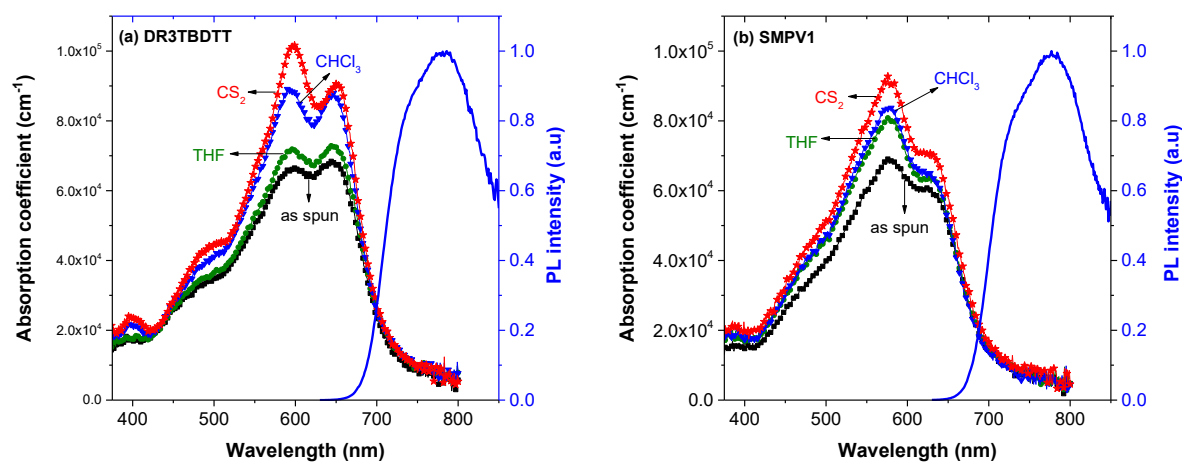 (a) DR3TBDTT
CHCl3
CS2
THF
as spun
1.0x10^5
8.0x10^4
6.0x10^4
4.0x10^4
2.0x10^4
0.0
400 500 600 700 800
Wavelength (nm)
Absorption coefficient (cm-1)
1.0
0.8
0.6
0.4
0.2
0.0
PL intensity (a.u)
(b) SMPV1
CHCl3
CS2
THF
as spun
1.0x10^5
8.0x10^4
6.0x10^4
4.0x10^4
2.0x10^4
0.0
400 500 600 700 800
Wavelength (nm)
Absorption coefficient (cm-1)
1.0
0.8
0.6
0.4
0.2
0.0
PL intensity (a.u)